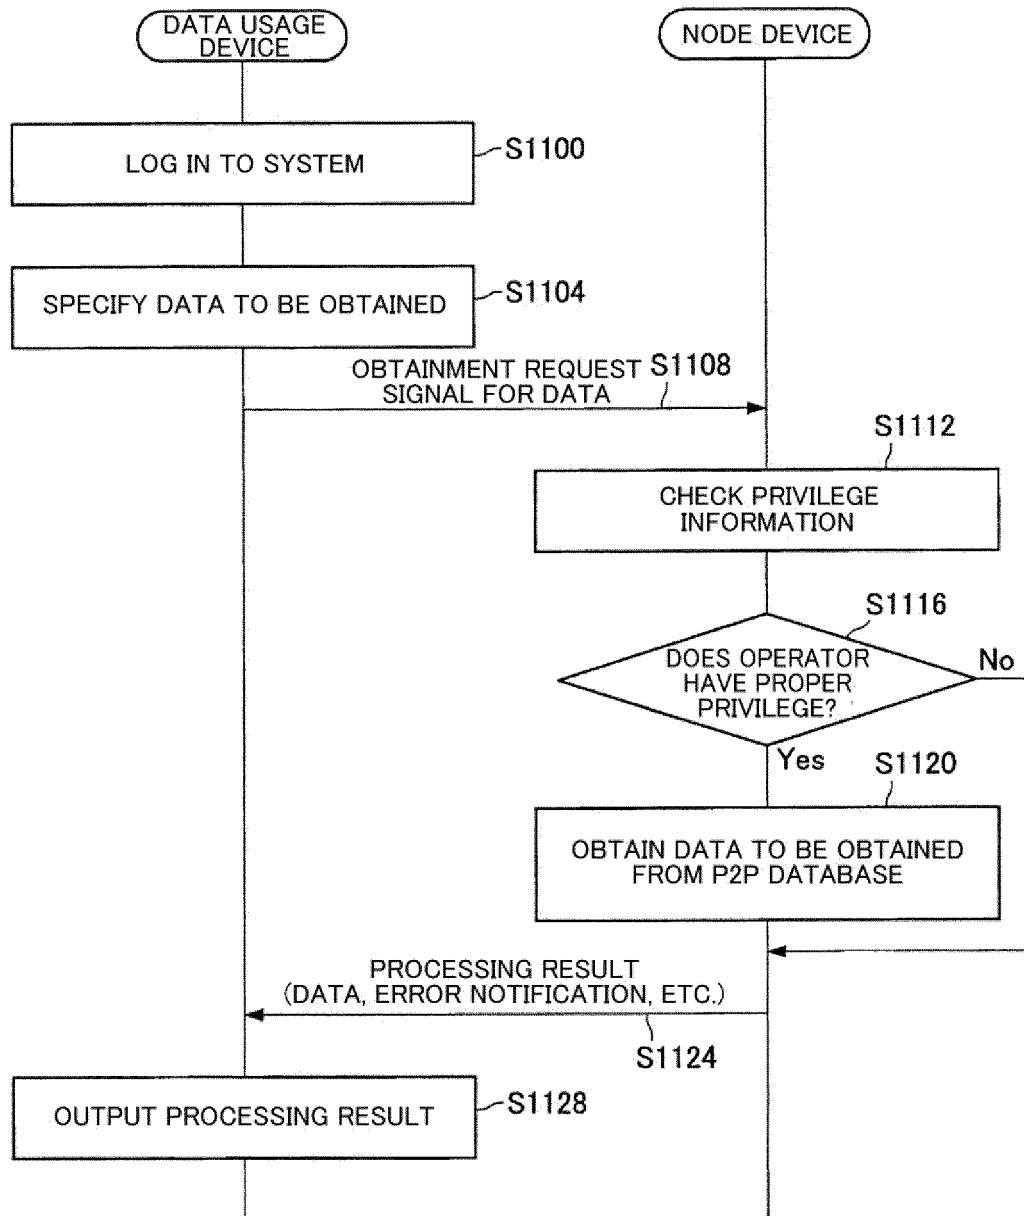 DATA USAGE
DEVICE
NODE DEVICE
LOG IN TO SYSTEM
S1100
SPECIFY DATA TO BE OBTAINED
S1104
OBTAINMENT REQUEST
SIGNAL FOR DATA
S1108
S1112
CHECK PRIVILEGE
INFORMATION
S1116
DOES OPERATOR
HAVE PROPER
PRIVILEGE?
No
Yes
S1120
OBTAIN DATA TO BE OBTAINED
FROM P2P DATABASE
PROCESSING RESULT
(DATA, ERROR NOTIFICATION, ETC.)
S1124
OUTPUT PROCESSING RESULT
S1128